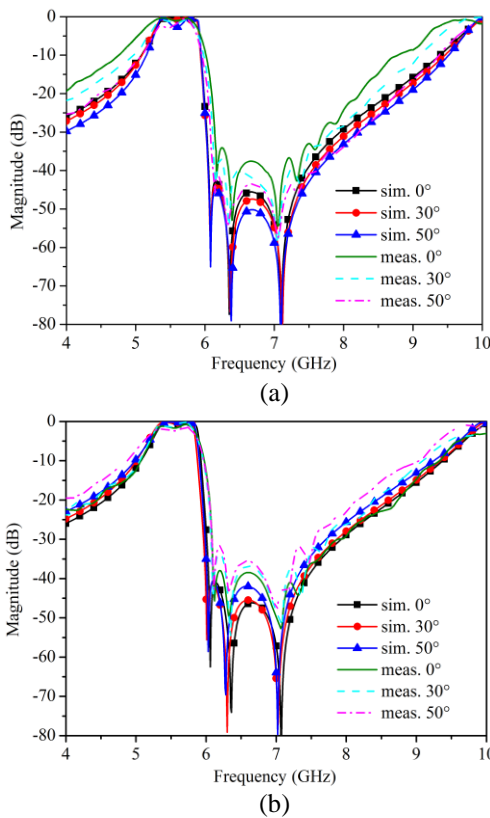 0
-10
-20
-30
-40
-50
-60
-70
-80
Magnitude (dB)
sim. 0°
sim. 30°
sim. 50°
meas. 0°
meas. 30°
meas. 50°
4 5 6 7 8 9 10
Frequency (GHz)
(a)
0
-10
-20
-30
-40
-50
-60
-70
-80
Magnitude (dB)
sim. 0°
sim. 30°
sim. 50°
meas. 0°
meas. 30°
meas. 50°
4 5 6 7 8 9 10
Frequency (GHz)
(b)